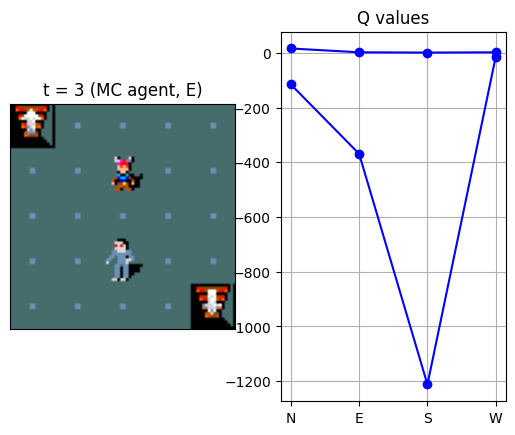 t = 3 (MC agent, E)
Q values
0
−200
−400
−600
−800
1000
−1200
N
E
S
W